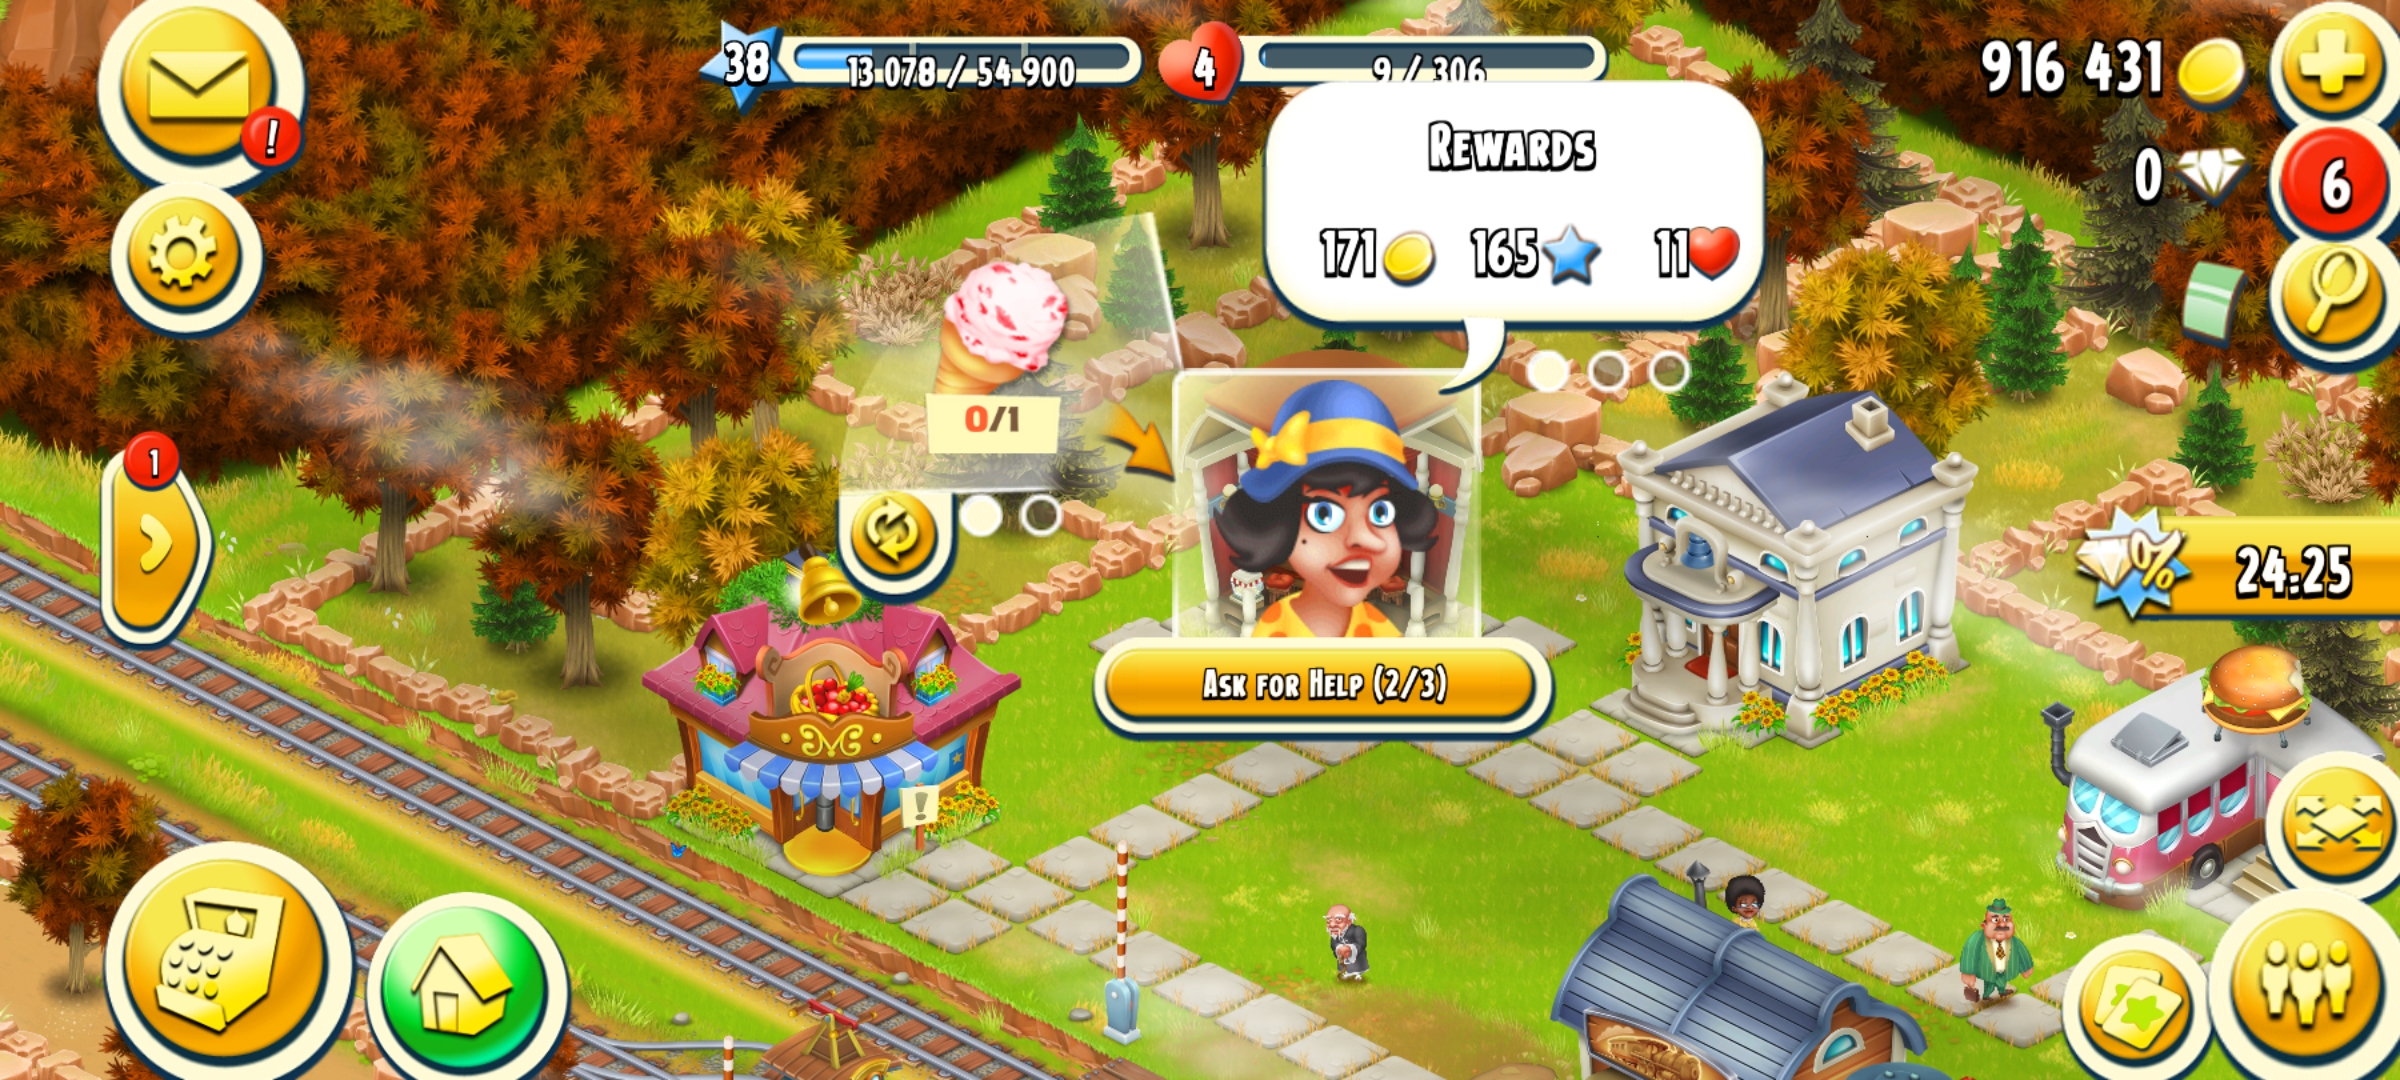 38
13 078 / 54 900
4
9 / 306
916 431
0
6
!
Rewards
171
165
11
0/1
1
24:25
%
Ask for Help (2/3)
M
!